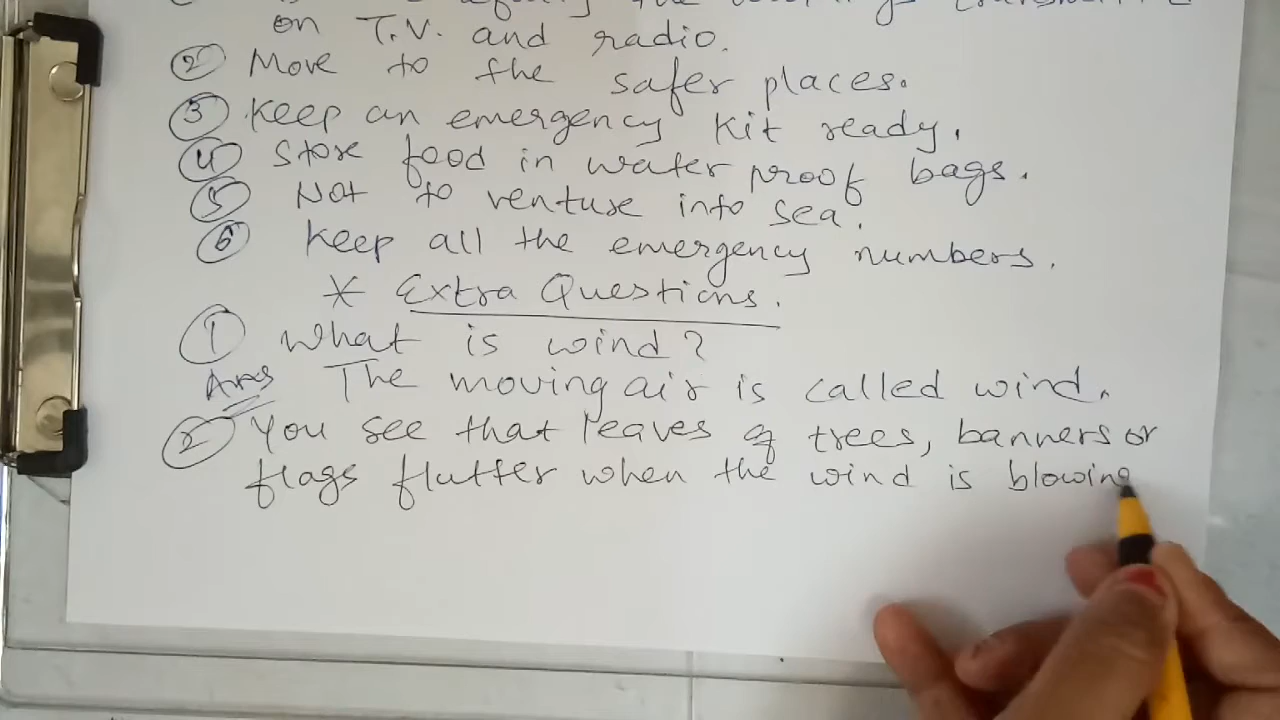 the
on T.V. and radio.
2 Move to the safer places.
3 Keep an emergency kit ready.
4 Store food in water proof bags.
5 Not to venture into sea.
6 Keep all the emergency numbers.
* Extra Questions.
1 What is wind?
Ans The moving air is called wind.
2 You see that leaves of trees, banners or
flags flutter when the wind is blowing